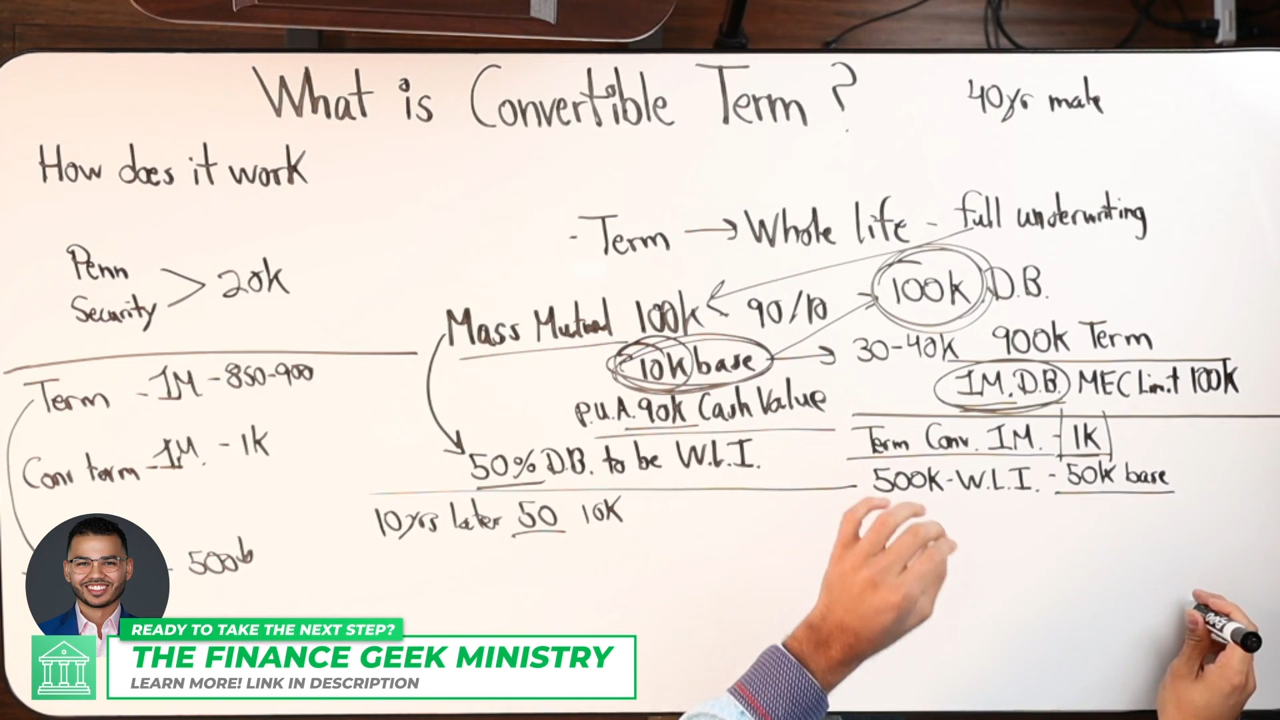 What is Convertible Term?
40yr male
How does it work
- Term → Whole life - full underwriting
Penn
Security > 20k
Mass Mutual 100k 90/10 100k D.B.
10k base → 30-40k 900k Term
P.U.A. 90k Cash Value
1M. D.B. MEC Limit 100k
Term - 1M - 850-900
Conv term - 1M. - 1k
50% D.B. to be W.L.I.
Term Conv. 1M. - 1k
500k - W.L.I. - 50k base
10yrs later 50 10k
READY TO TAKE THE NEXT STEP?
THE FINANCE GEEK MINISTRY
LEARN MORE! LINK IN DESCRIPTION
EXPO